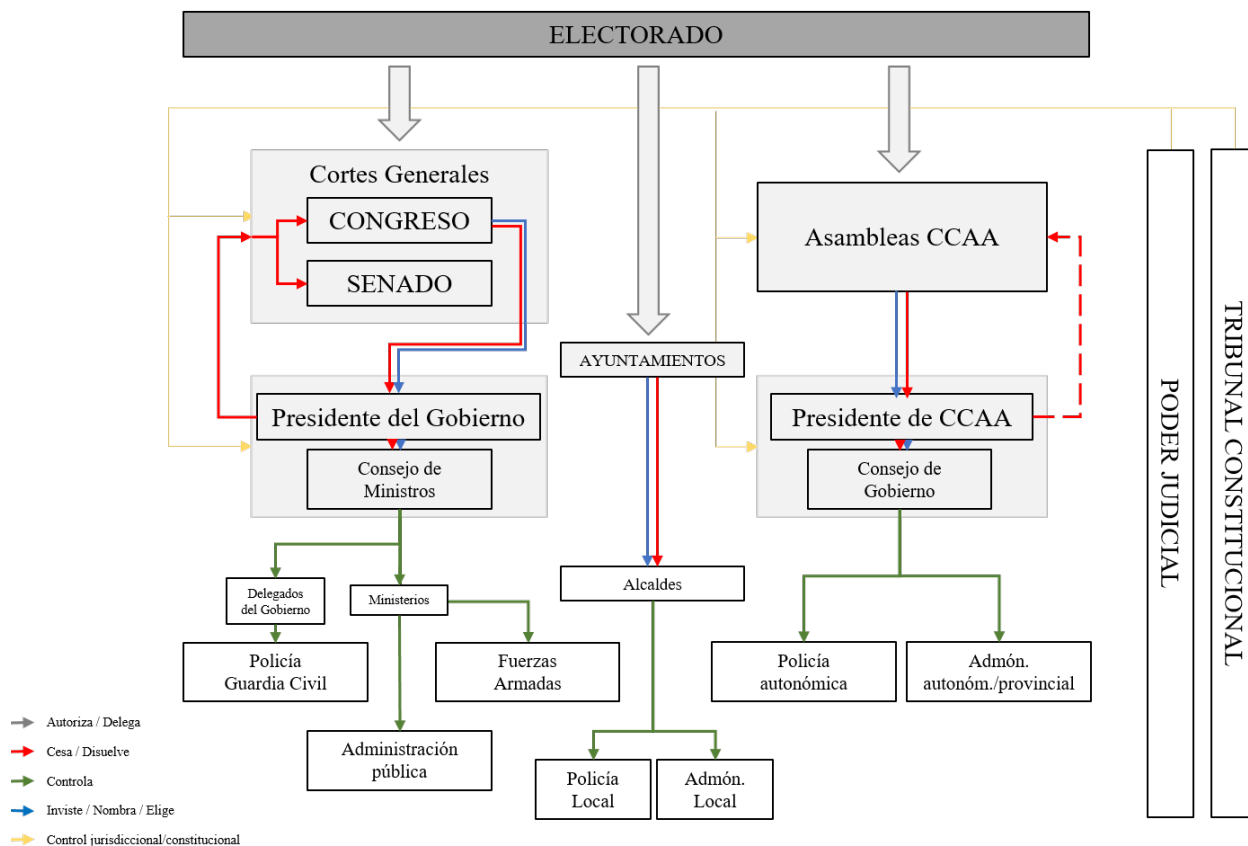 ELECTORADO
Cortes Generales
CONGRESO
SENADO
Asambleas CCAA
AYUNTAMIENTOS
Presidente del Gobierno
Consejo de
Ministros
Presidente de CCAA
Consejo de
Gobierno
Delegados
del Gobierno
Ministerios
Alcaldes
Policía
Guardia Civil
Fuerzas
Armadas
Policía
autonómica
Admón.
autonóm./provincial
Administración
pública
Policía
Local
Admón.
Local
PODER JUDICIAL
TRIBUNAL CONSTITUCIONAL
Autoriza / Delega
Cesa / Disuelve
Controla
Inviste / Nombra / Elige
Control jurisdiccional/constitucional